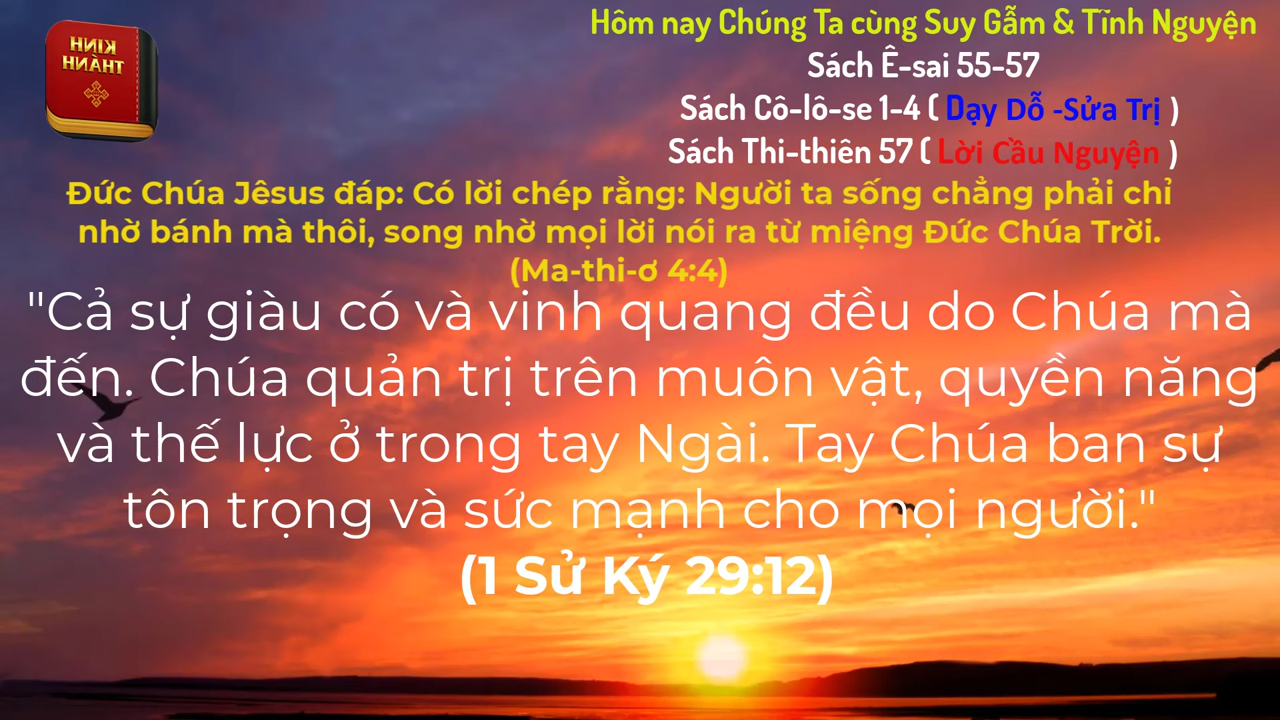 KINH
THÀNH
Hôm nay Chúng Ta cùng Suy Gẫm & Tĩnh Nguyện
Sách Ê-sai 55-57
Sách Cô-lô-se 1-4 ( Dạy Dỗ -Sửa Trị )
Sách Thi-thiên 57 ( Lời Cầu Nguyện )
Đức Chúa Jêsus đáp: Có lời chép rằng: Người ta sống chẳng phải chỉ
nhờ bánh mà thôi, song nhờ mọi lời nói ra từ miệng Đức Chúa Trời.
(Ma-thi-ơ 4:4)
"Cả sự giàu có và vinh quang đều do Chúa mà
đến. Chúa quản trị trên muôn vật, quyền năng
và thế lực ở trong tay Ngài. Tay Chúa ban sự
tôn trọng và sức mạnh cho mọi người."
(1 Sử Ký 29:12)